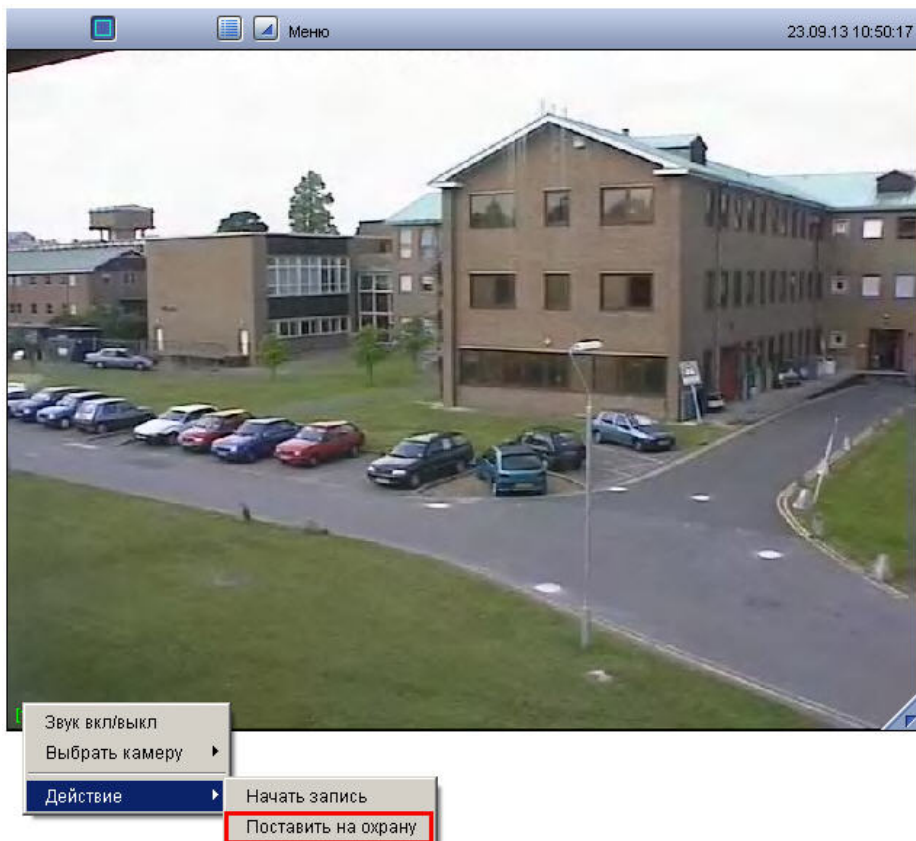 Меню
23.09.13 10:50:17
Звук вкл/выкл
Выбрать камеру
Действие
Начать запись
Поставить на охрану